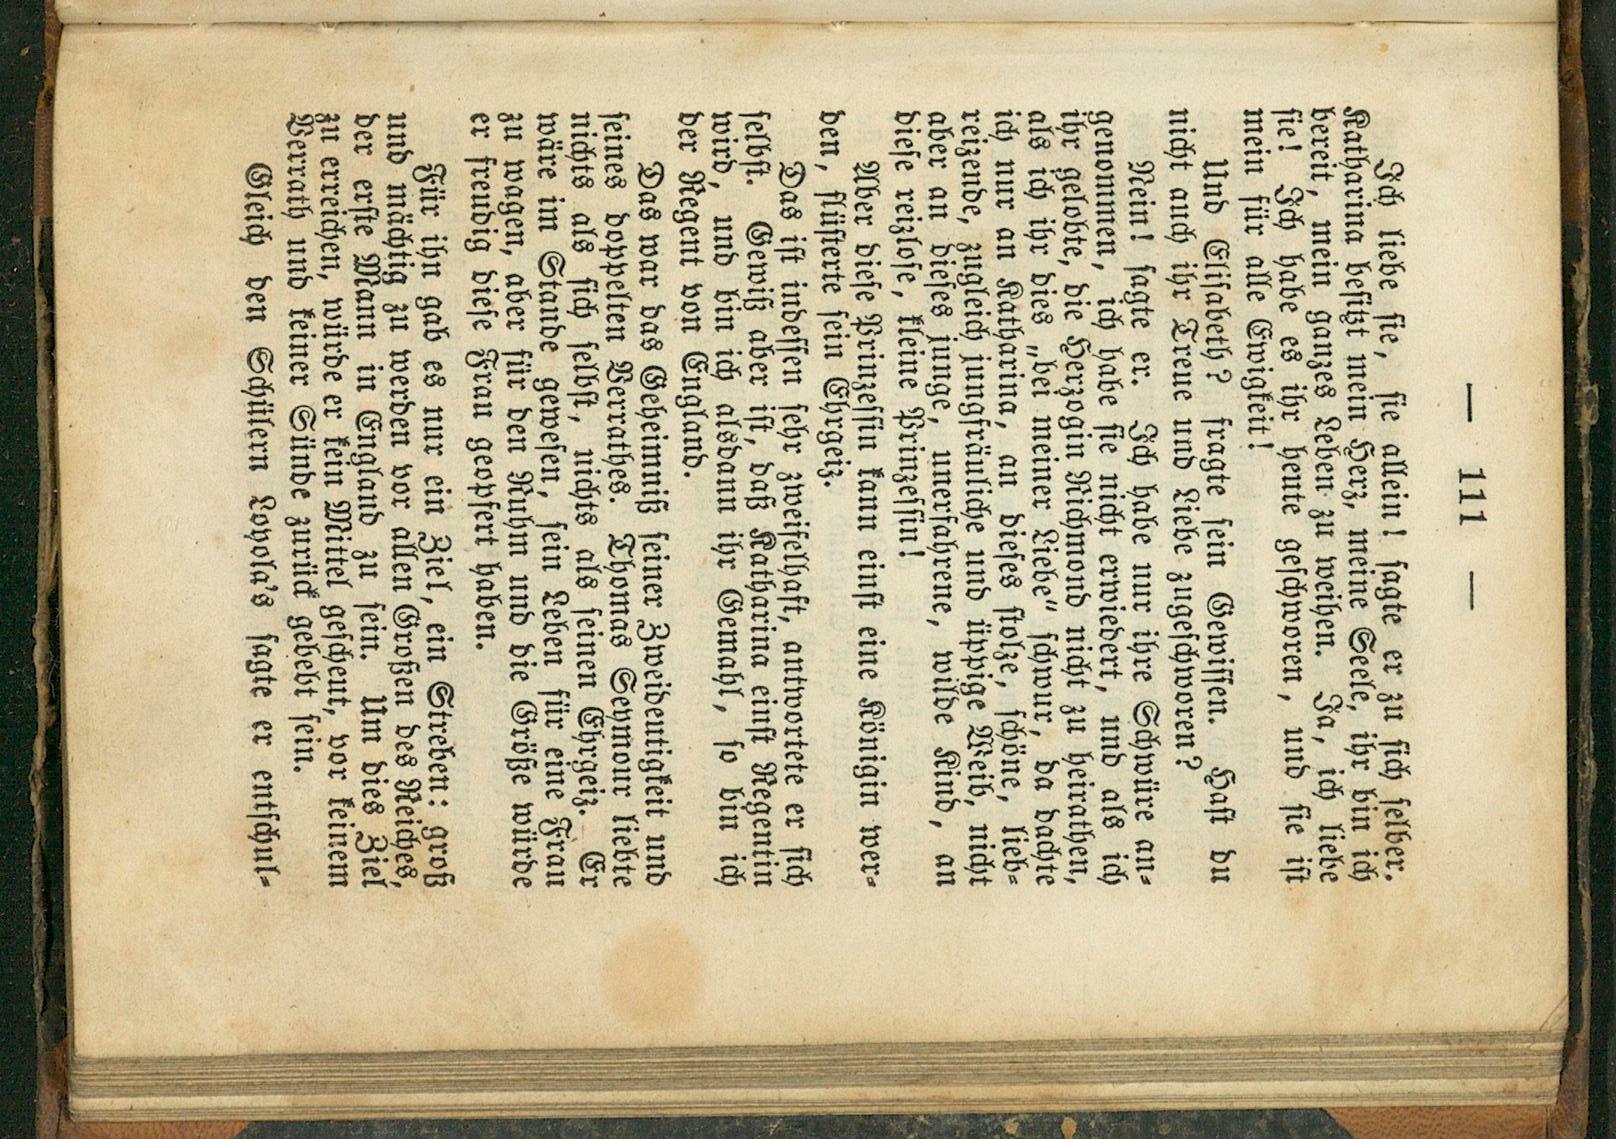 — 111 —
Ich liebe sie, sie allein! sagte er zu sich selber.
Katharina besitzt mein Herz, meine Seele, ihr bin ich
bereit, mein ganzes Leben zu weihen. Ja, ich liebe
sie! Ich habe es ihr heute geschworen, und sie ist
mein für alle Ewigkeit!
Und Elisabeth? fragte sein Gewissen. Hast du
nicht auch ihr Treue und Liebe zugeschworen?
Nein! sagte er. Ich habe nur ihre Schwüre an-
genommen, ich habe sie nicht erwiedert, und als ich
ihr gelobte, die Herzogin Richmond nicht zu heirathen,
als ich ihr dies „bei meiner Liebe“ schwur, da dachte
ich nur an Katharina, an dieses stolze, schöne, lieb-
reizende, zugleich jungfräuliche und üppige Weib, nicht
aber an dieses junge, unerfahrene, wilde Kind, an
diese reizlose, kleine Prinzessin!
Aber diese Prinzessin kann einst eine Königin wer-
den, flüsterte sein Ehrgeiz.
Das ist indessen sehr zweifelhaft, antwortete er sich
selbst. Gewiß aber ist, daß Katharina einst Regentin
wird, und bin ich alsdann ihr Gemahl, so bin ich
der Regent von England.
Das war das Geheimniß seiner Zweideutigkeit und
seines doppelten Verrathes. Thomas Seymour liebte
nichts als sich selbst, nichts als seinen Ehrgeiz. Er
wäre im Stande gewesen, sein Leben für eine Frau
zu wagen, aber für den Ruhm und die Größe würde
er freudig diese Frau geopfert haben.
Für ihn gab es nur ein Ziel, ein Streben: groß
und mächtig zu werden vor allen Großen des Reiches,
der erste Mann in England zu sein. Um dies Ziel
zu erreichen, würde er kein Mittel gescheut, vor keinem
Verrath und keiner Sünde zurück gebebt sein.
Gleich den Schülern Loyola's sagte er entschul-